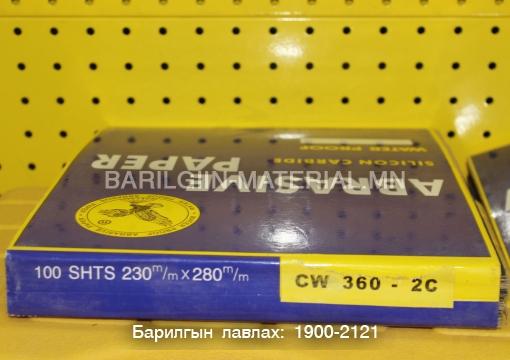 WATER PROOF
SILICON CARBIDE
ABRASIVE
PAPER
BARILGIIN-MATERIAL.MN
100 SHTS 230m/m x 280m/m
CW 360 - 2C
Барилгын лавлах: 1900-2121